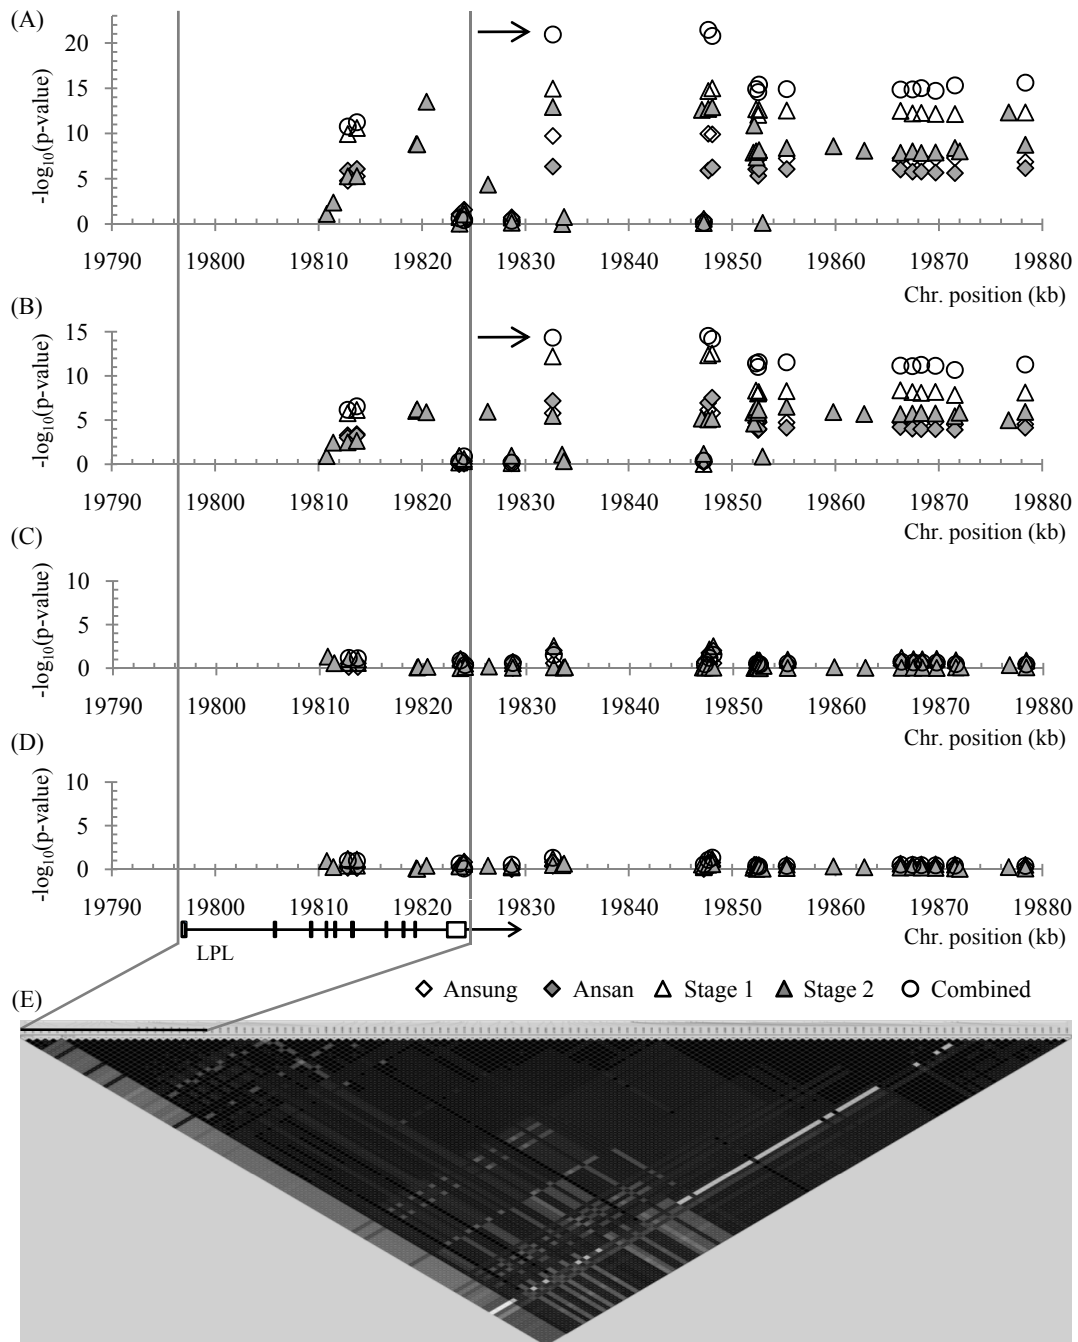 (A)
-log10(p-value)
20
15
10
5
0
19790 19800 19810 19820 19830 19840 19850 19860 19870 19880
Chr. position (kb)
(B)
-log10(p-value)
15
10
5
0
19790 19800 19810 19820 19830 19840 19850 19860 19870 19880
Chr. position (kb)
(C)
-log10(p-value)
10
5
0
19790 19800 19810 19820 19830 19840 19850 19860 19870 19880
Chr. position (kb)
(D)
-log10(p-value)
10
5
0
19790 19800 19810 19820 19830 19840 19850 19860 19870 19880
Chr. position (kb)
LPL
Ansung Ansan Stage 1 Stage 2 Combined
(E)